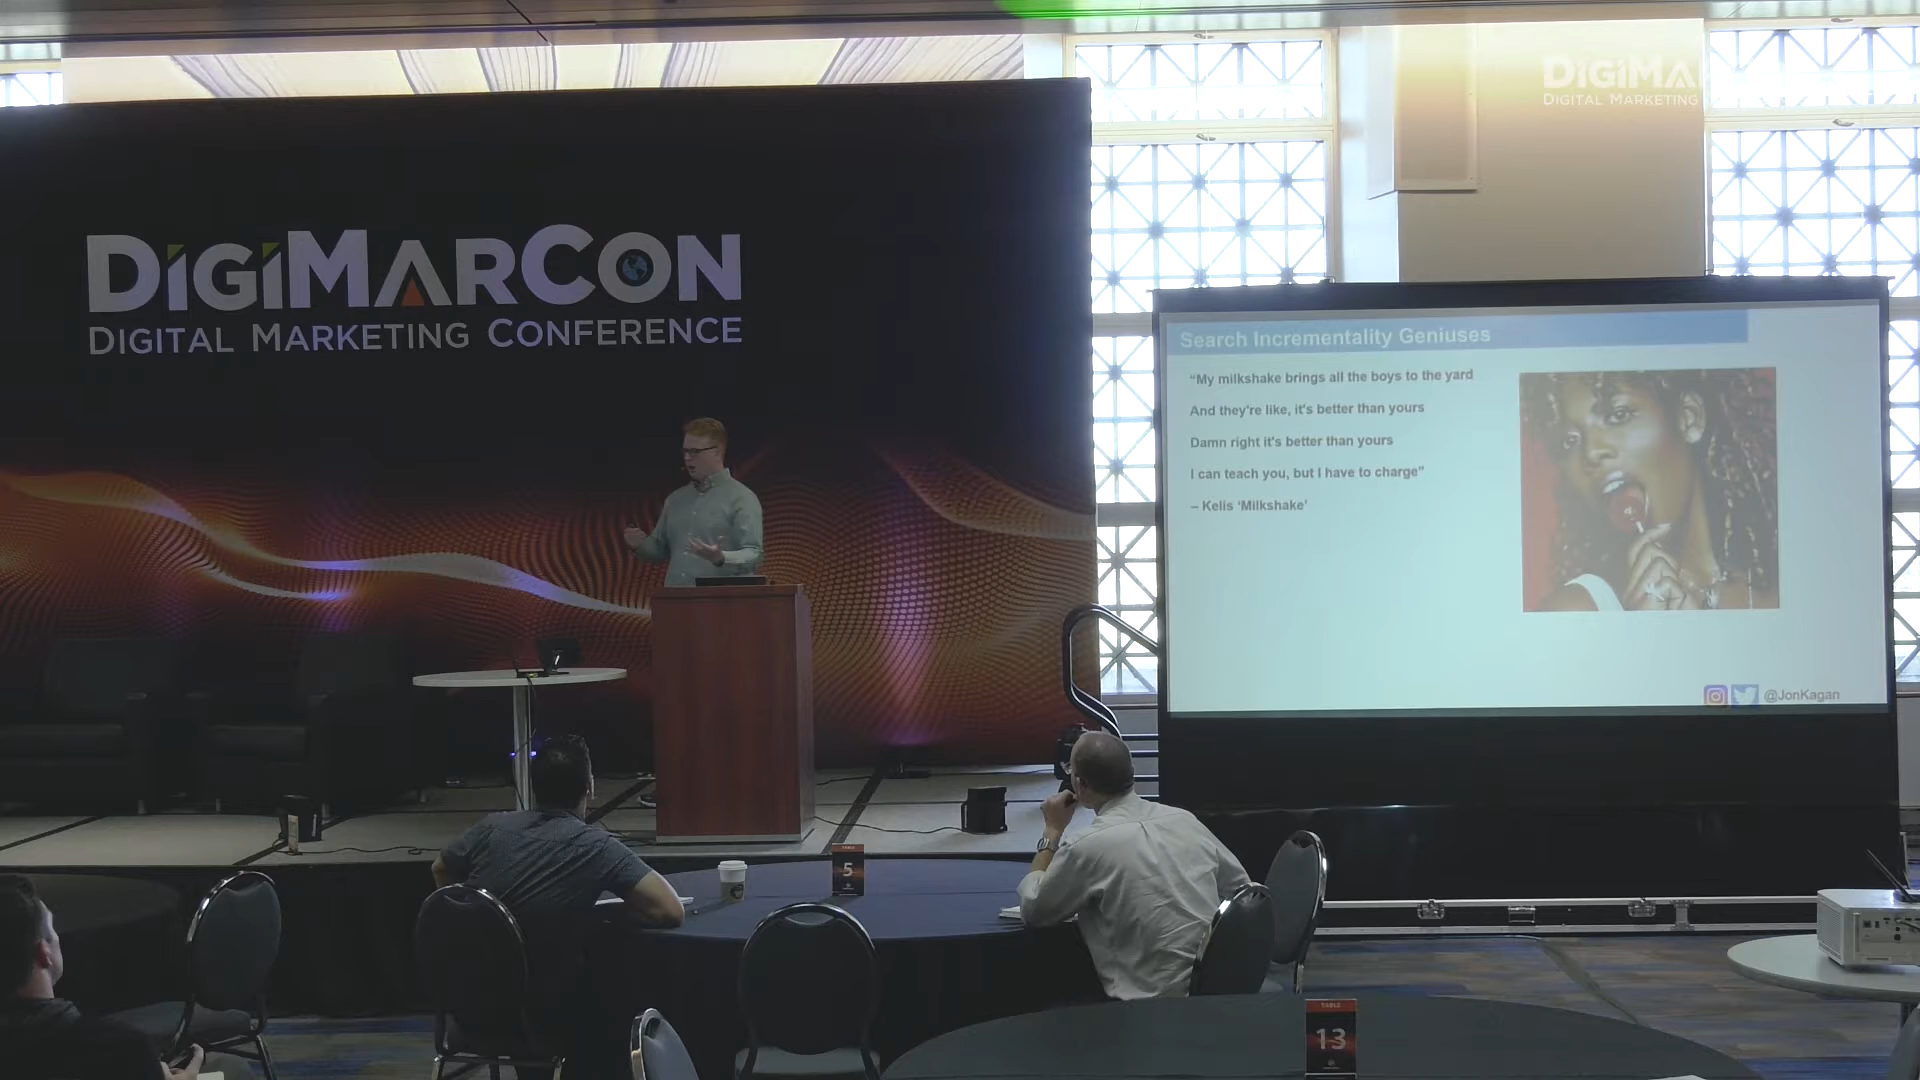 DIGIMARCON
DIGITAL MARKETING CONFERENCE
DIGIMA
DIGITAL MARKETING
Search Incrementality Geniuses
“My milkshake brings all the boys to the yard
And they're like, it's better than yours
Damn right it's better than yours
I can teach you, but I have to charge”
– Kelis ‘Milkshake’
@JonKagan
TABLE
5
TABLE
13